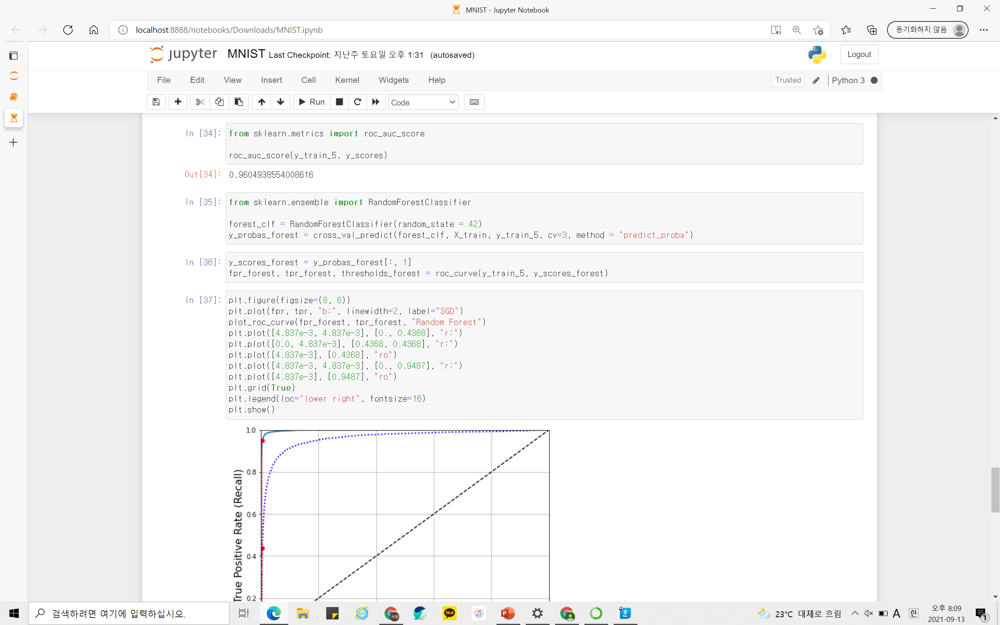 MNIST - Jupyter Notebook
localhost:8888/notebooks/Downloads/MNIST.ipynb
동기화하지 않음
jupyter MNIST Last Checkpoint: 지난주 토요일 오후 1:31 (autosaved)
Logout
File Edit View Insert Cell Kernel Widgets Help
Trusted
Python 3
Run
Code
In [34]: from sklearn.metrics import roc_auc_score
roc_auc_score(y_train_5, y_scores)
Out[34]: 0.9604938554008616
In [35]: from sklearn.ensemble import RandomForestClassifier
forest_clf = RandomForestClassifier(random_state = 42)
y_probas_forest = cross_val_predict(forest_clf, X_train, y_train_5, cv=3, method = "predict_proba")
In [36]: y_scores_forest = y_probas_forest[:, 1]
fpr_forest, tpr_forest, thresholds_forest = roc_curve(y_train_5, y_scores_forest)
In [37]: plt.figure(figsize=(8, 6))
plt.plot(fpr, tpr, "b:", linewidth=2, label="SGD")
plot_roc_curve(fpr_forest, tpr_forest, "Random Forest")
plt.plot([4.837e-3, 4.837e-3], [0., 0.4368], "r:")
plt.plot([0.0, 4.837e-3], [0.4368, 0.4368], "r:")
plt.plot([4.837e-3], [0.4368], "ro")
plt.plot([4.837e-3, 4.837e-3], [0., 0.9487], "r:")
plt.plot([4.837e-3], [0.9487], "ro")
plt.grid(True)
plt.legend(loc="lower right", fontsize=16)
plt.show()
1.0
0.8
0.6
0.4
0.2
True Positive Rate (Recall)
검색하려면 여기에 입력하십시오.
서영
TALK
P
훈
23°C 대체로 흐림
A
한
오후 8:09
2021-09-13
1